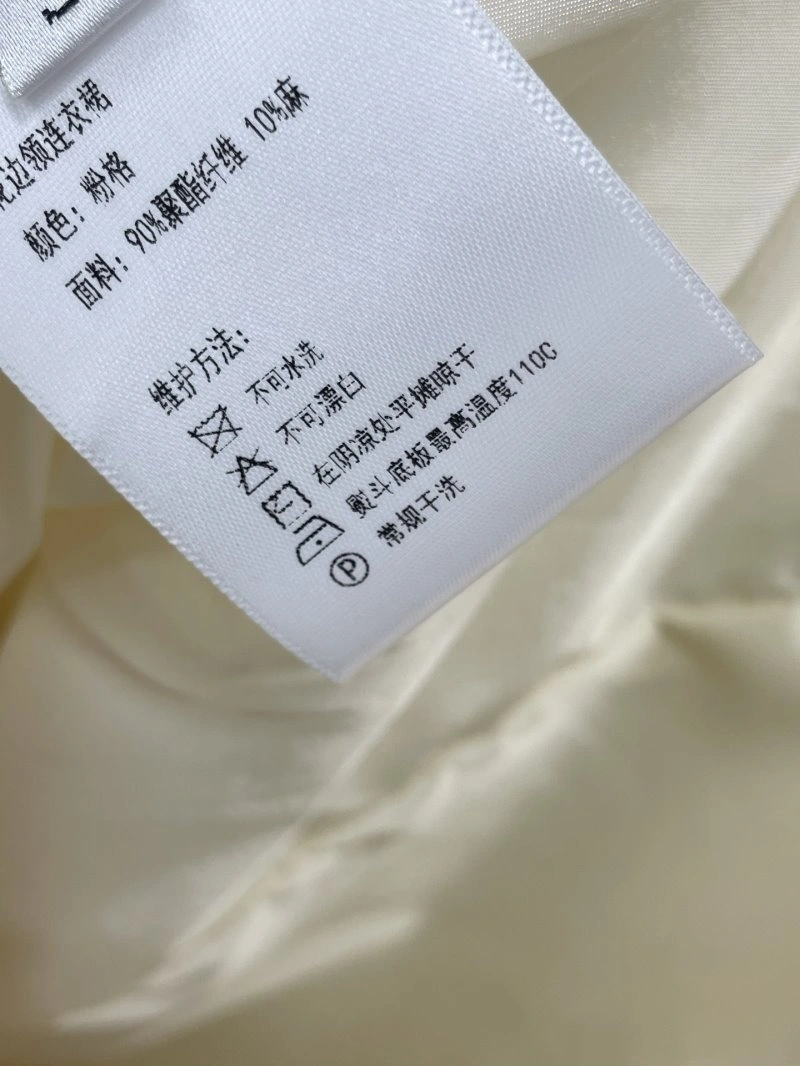 边领连衣裙
颜色：粉格
面料：90%聚酯纤维 10%麻
维护方法：
不可水洗
不可漂白
在阴凉处平摊晾干
熨斗底板最高温度110C
常规干洗
P